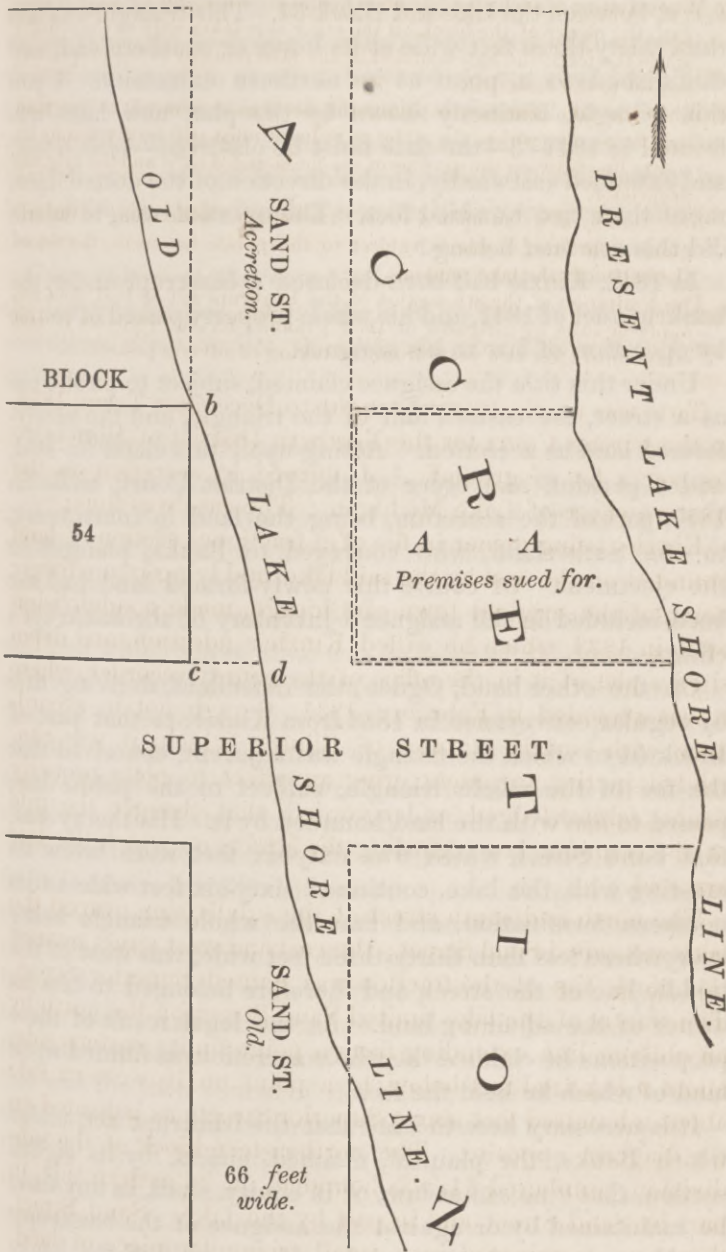 OLD
SAND ST.
Accretion.
ACCRETION
PRESENT
BLOCK
b
54
LAKE
A A
Premises sued for.
LAKE SHORE
c
d
SUPERIOR STREET.
SHORE
SAND ST.
Old.
LINE.
LINE.
66 feet
wide.